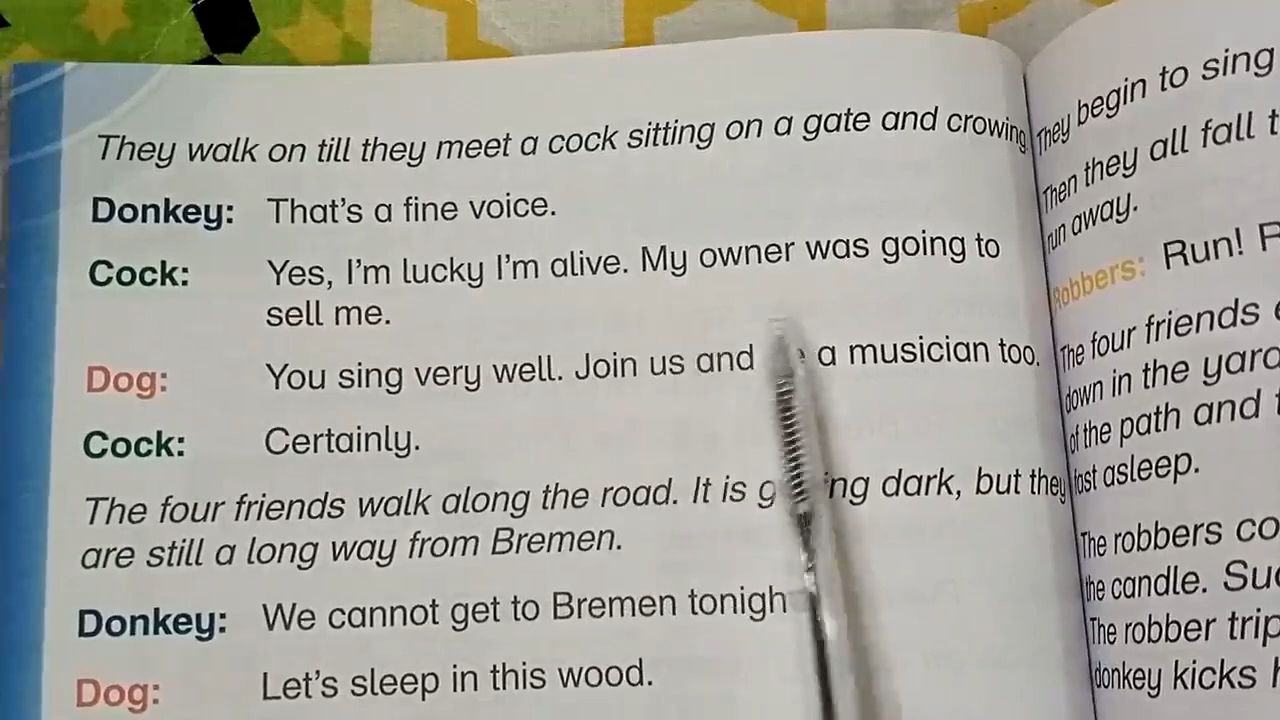 They walk on till they meet a cock sitting on a gate and crowing
Donkey: That's a fine voice.
Cock: Yes, I'm lucky I'm alive. My owner was going to
sell me.
Dog: You sing very well. Join us and a musician too.
Cock: Certainly.
The four friends walk along the road. It is dark, but they
are still a long way from Bremen.
Donkey: We cannot get to Bremen
Dog: Let's sleep in this wood.
They begin to sing
Then they all fall
run away.
Robbers: Run!
The four friends
down in the yard
of the path and
fast asleep.
The robbers
the candle.
The robber
donkey kicks